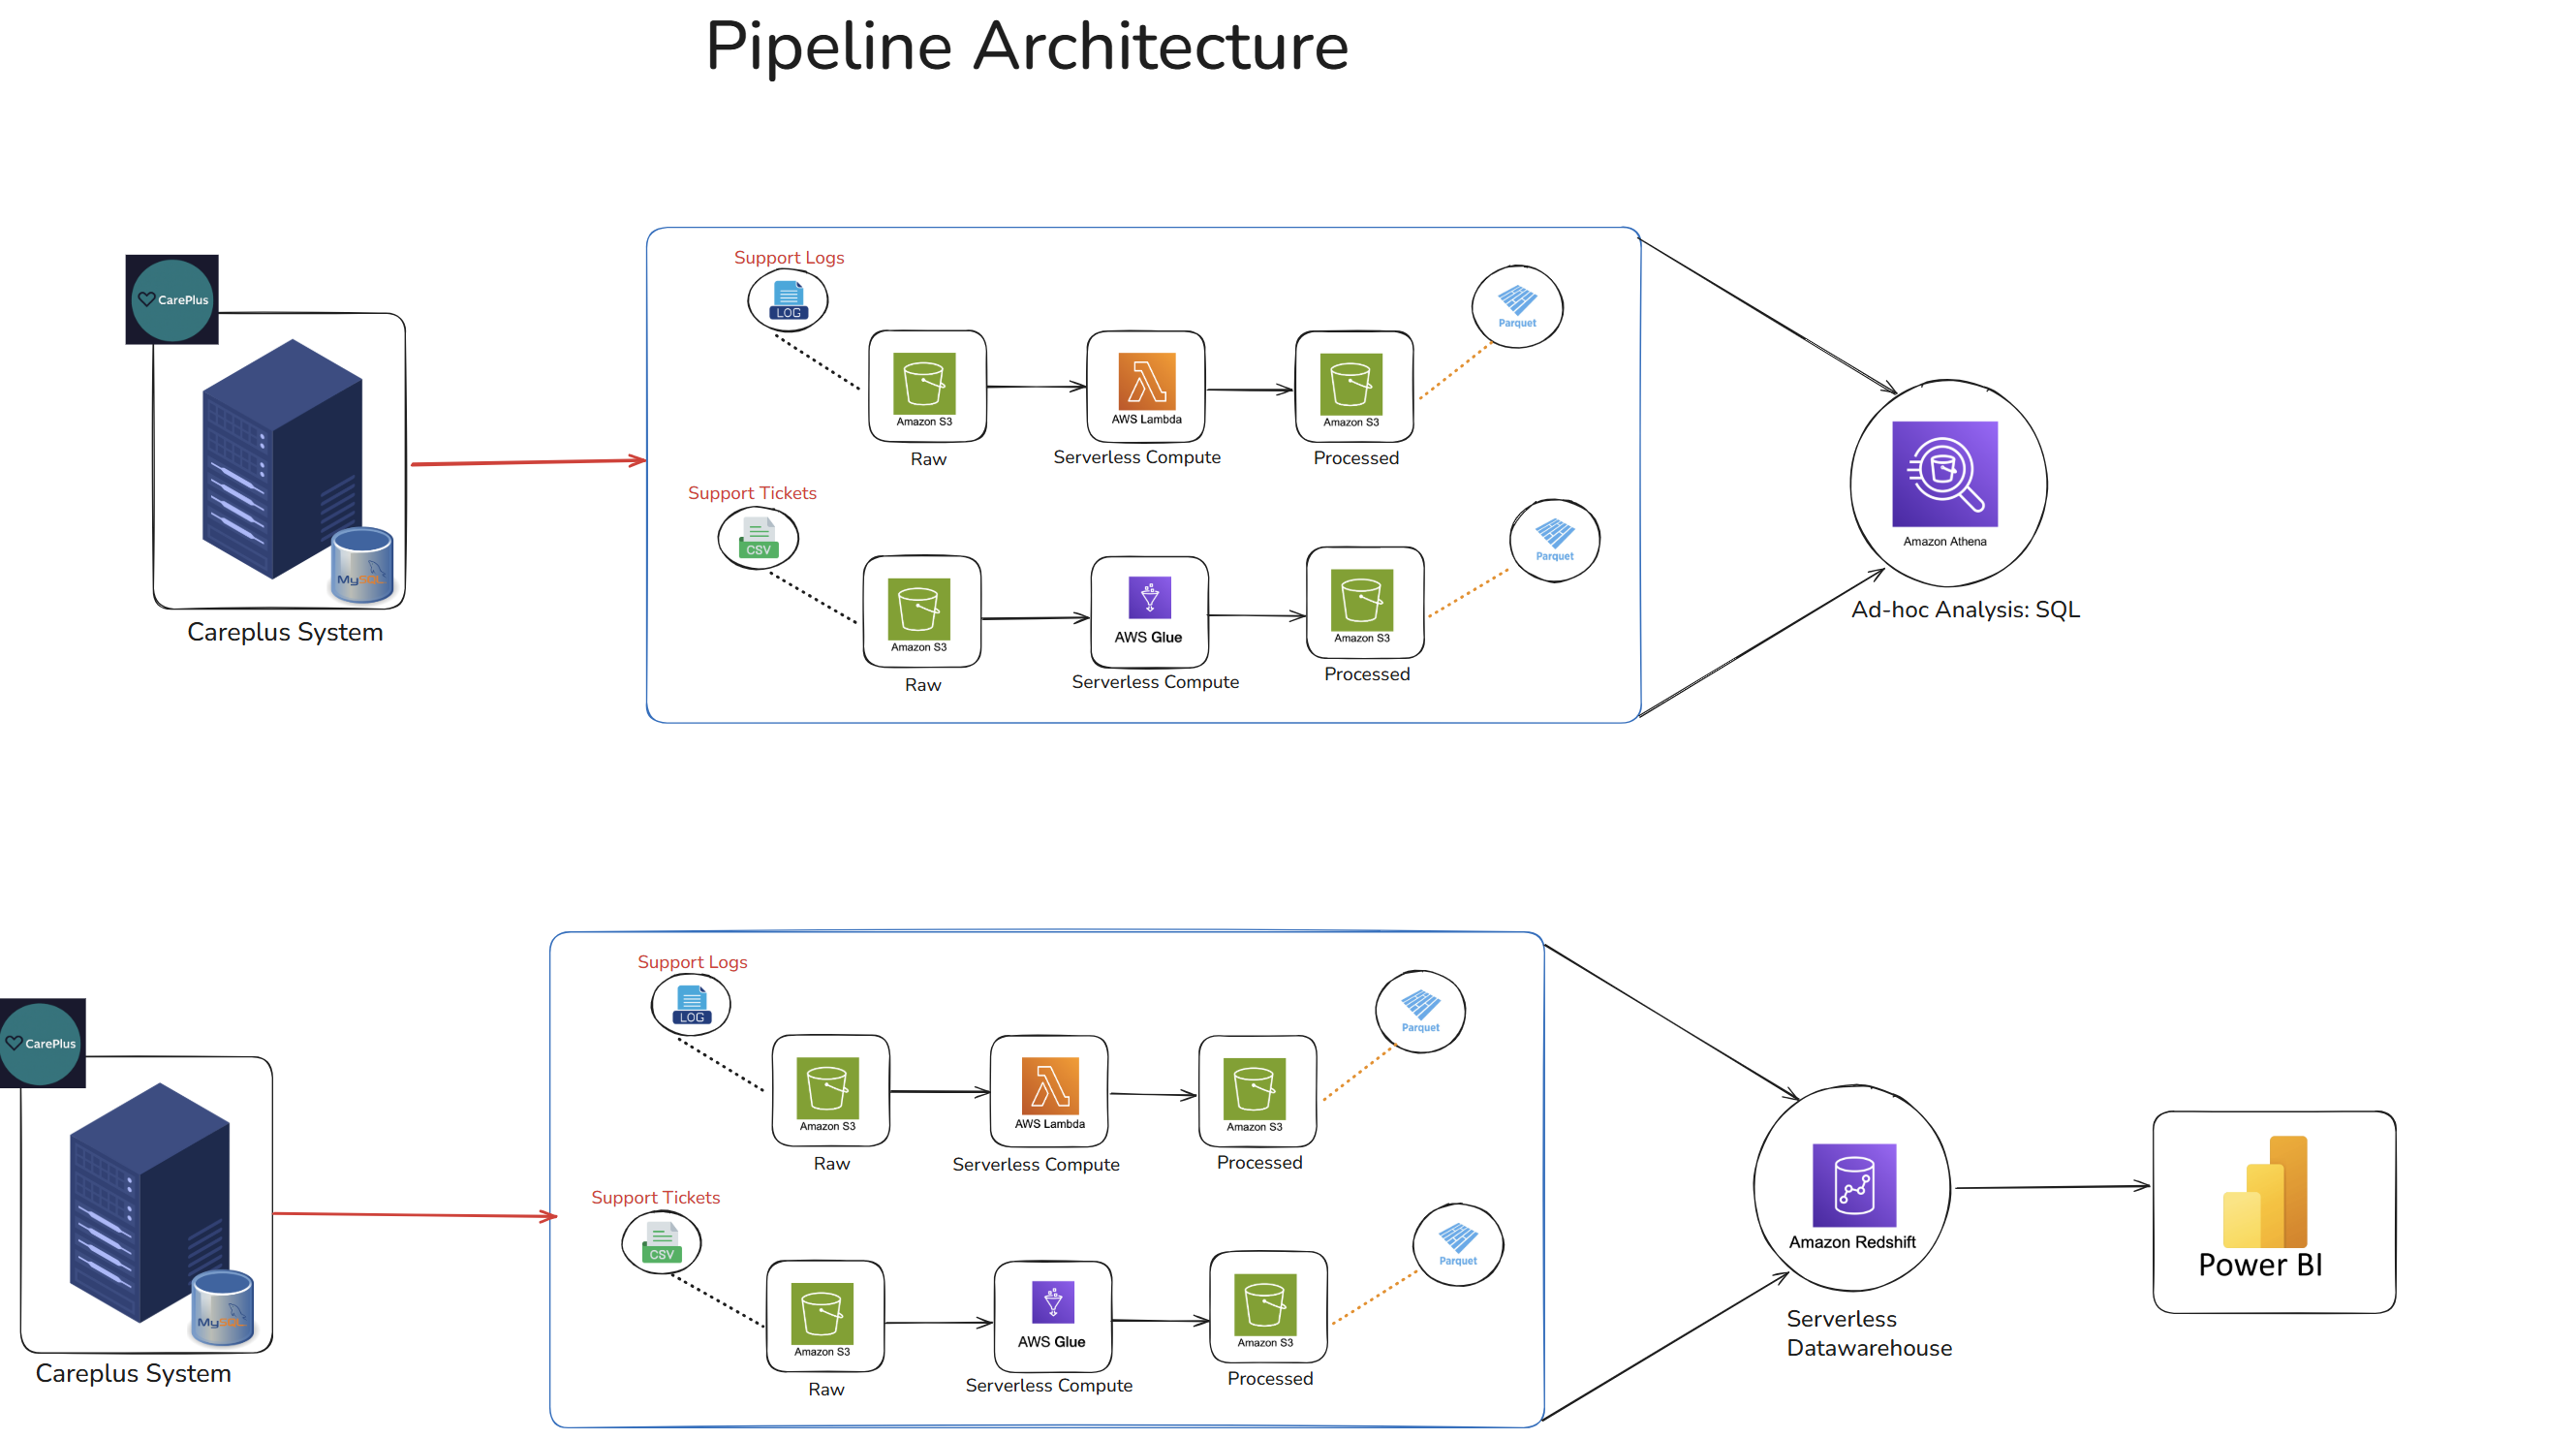 Pipeline Architecture
CarePlus
MySQL
Careplus System
Support Logs
LOG
Amazon S3
Raw
AWS Lambda
Serverless Compute
Amazon S3
Processed
Parquet
Support Tickets
CSV
Amazon S3
Raw
AWS Glue
Serverless Compute
Amazon S3
Processed
Parquet
Amazon Athena
Ad-hoc Analysis: SQL
CarePlus
MySQL
Careplus System
Support Logs
LOG
Amazon S3
Raw
AWS Lambda
Serverless Compute
Amazon S3
Processed
Parquet
Support Tickets
CSV
Amazon S3
Raw
AWS Glue
Serverless Compute
Amazon S3
Processed
Parquet
Amazon Redshift
Serverless
Datawarehouse
Power BI